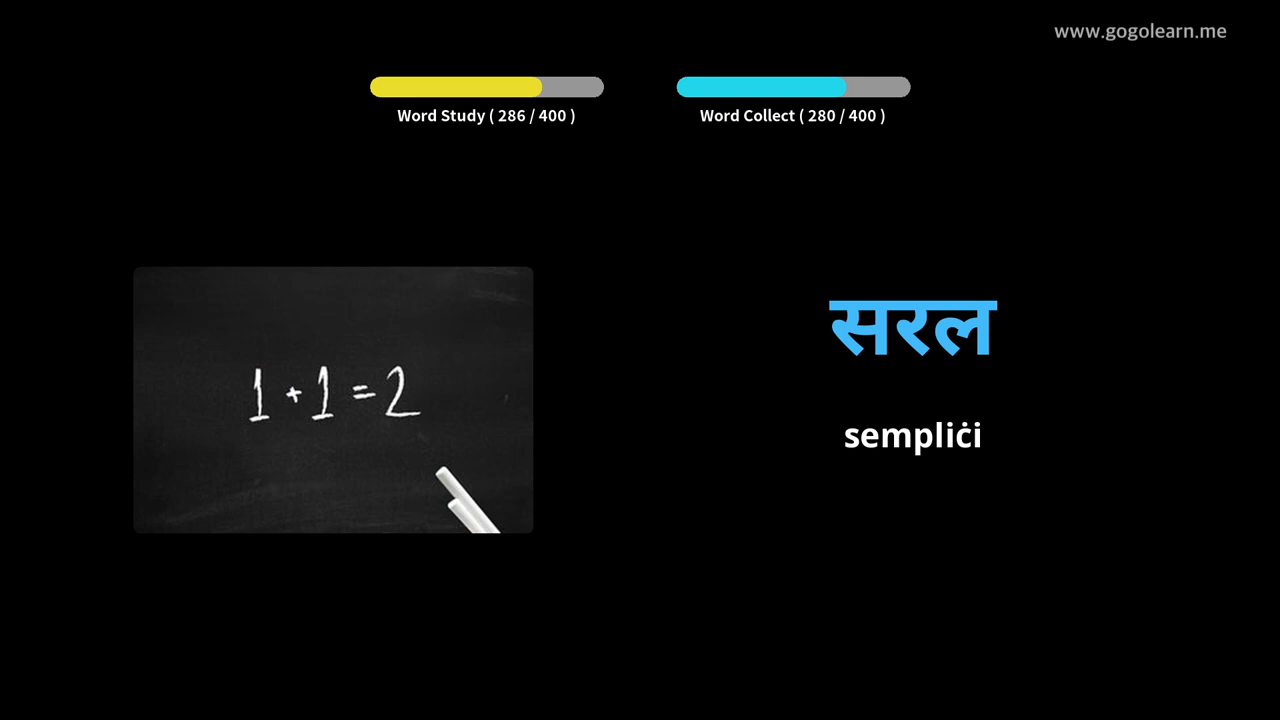 www.gogolearn.me
Word Study ( 286 / 400 )
Word Collect ( 280 / 400 )
1 + 1 = 2
सरल
sempliċi